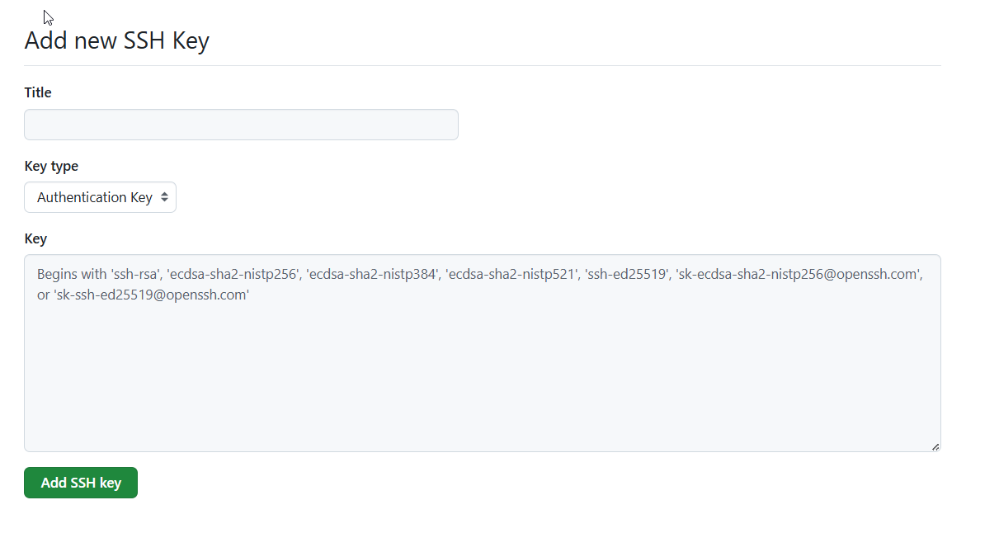 Add new SSH Key
Title
Key type
Authentication Key
Key
Begins with 'ssh-rsa', 'ecdsa-sha2-nistp256', 'ecdsa-sha2-nistp384', 'ecdsa-sha2-nistp521', 'ssh-ed25519', 'sk-ecdsa-sha2-nistp256@openssh.com',
or 'sk-ssh-ed25519@openssh.com'
Add SSH key